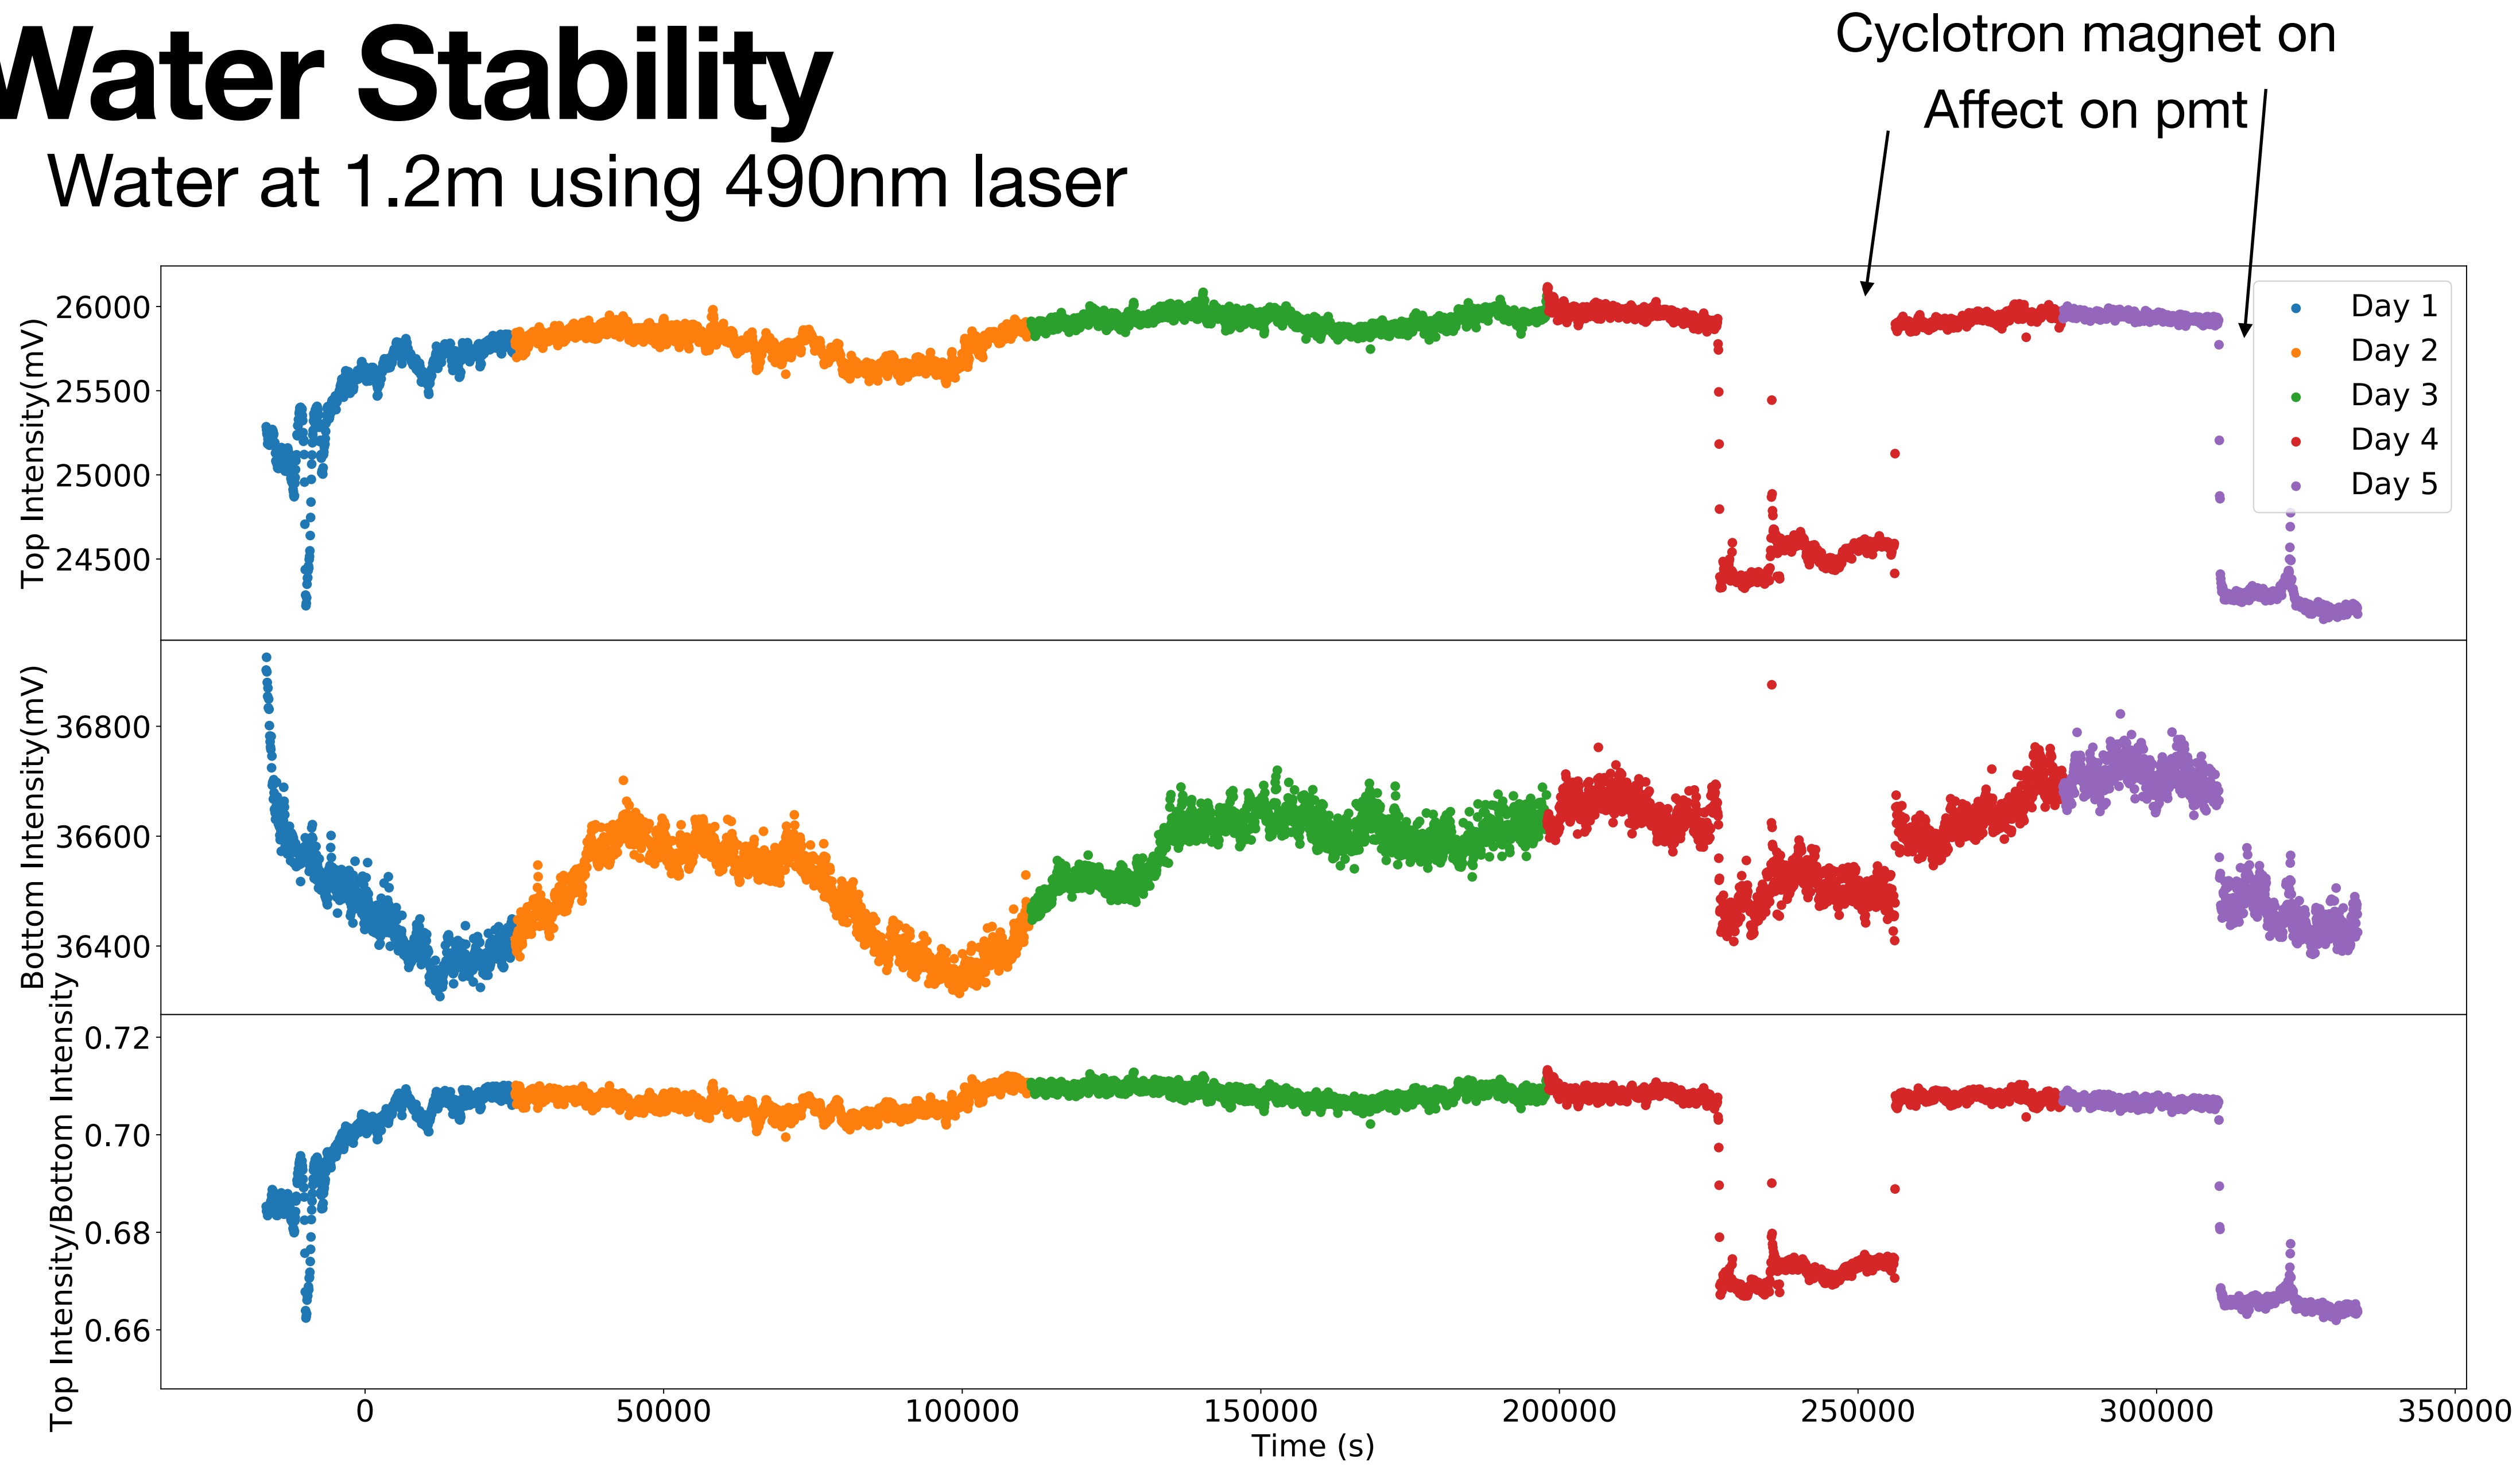 Water Stability
Water at 1.2m using 490nm laser
Cyclotron magnet on
Affect on pmt
Top Intensity(mV)
26000
25500
25000
24500
Day 1
Day 2
Day 3
Day 4
Day 5
Bottom Intensity(mV)
36800
36600
36400
Top Intensity/Bottom Intensity
0.72
0.70
0.68
0.66
0
50000
100000
150000
200000
250000
300000
350000
Time (s)